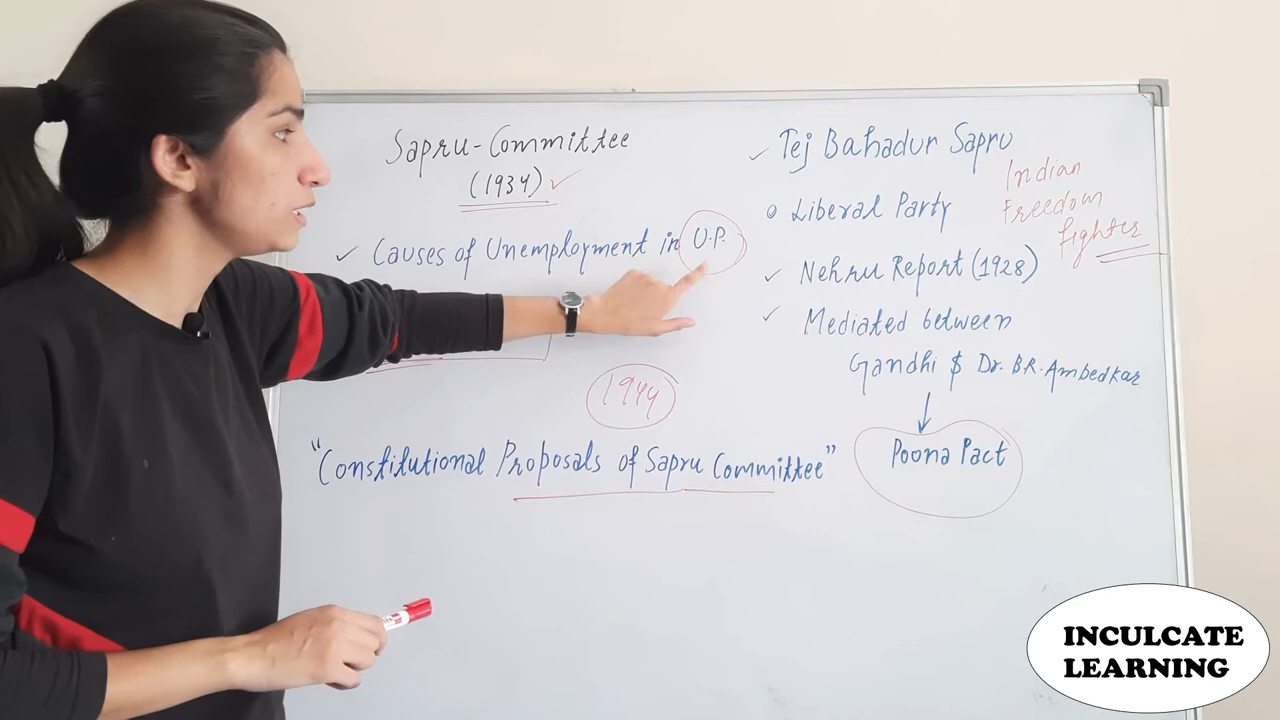 Sapru-Committee
(1934)
Causes of Unemployment in U.P.
1944
"Constitutional Proposals of Sapru Committee"
Tej Bahadur Sapru
Indian
Freedom
fighter
Liberal Party
Nehru Report (1928)
Mediated between
Gandhi & Dr. B.R. Ambedkar
Poona Pact
INCULCATE
LEARNING